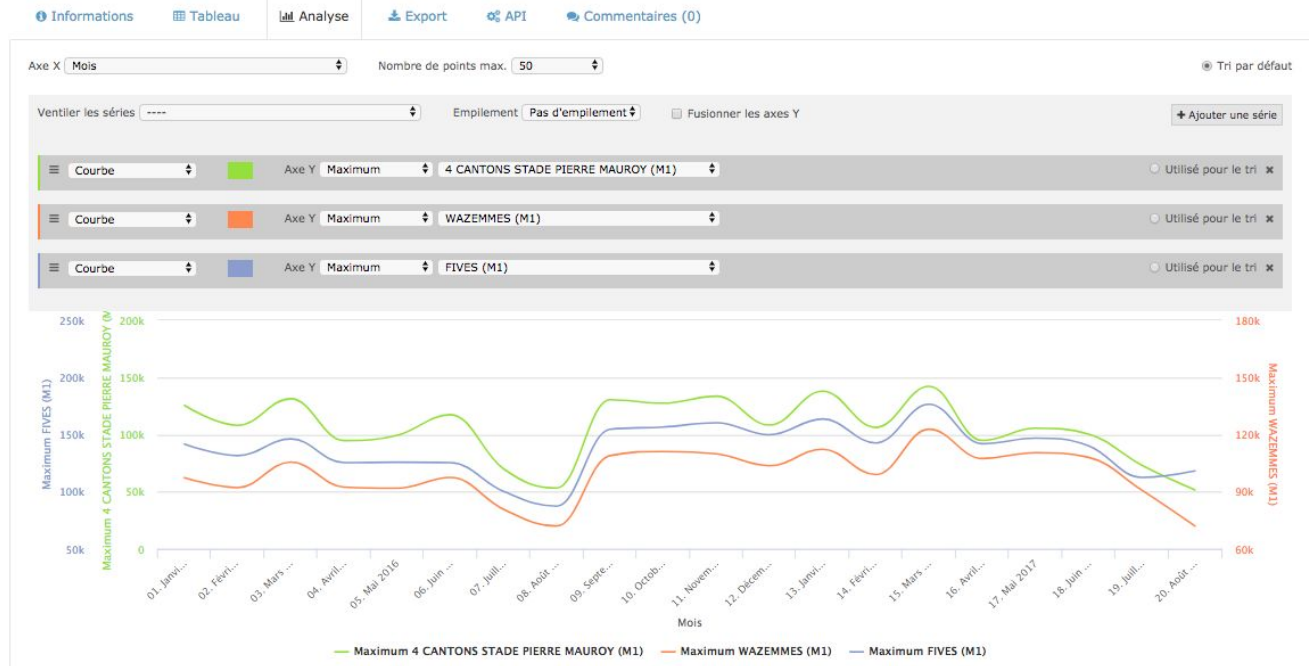 Informations Tableau Analyse Export API Commentaires (0)
Axe X Mois Nombre de points max. 50 Tri par défaut
Ventiler les séries ---- Empilement Pas d'empilement Fusionner les axes Y + Ajouter une série
Courbe Axe Y Maximum 4 CANTONS STADE PIERRE MAUROY (M1) Utilisé pour le tri ✖
Courbe Axe Y Maximum WAZEMMES (M1) Utilisé pour le tri ✖
Courbe Axe Y Maximum FIVES (M1) Utilisé pour le tri ✖
Maximum FIVES (M1)
250k
200k
150k
100k
50k
Maximum 4 CANTONS STADE PIERRE MAUROY (M
200k
150k
100k
50k
0
180k
150k
120k
90k
60k
Maximum WAZEMMES (M1)
01. Janvi...
02. Févri...
03. Mars ...
04. Avril...
05. Mai 2016
06. Juin ...
07. Juill...
08. Août ...
09. Septe...
10. Octob...
11. Novem...
12. Décem...
13. Janvi...
14. Févri...
15. Mars ...
16. Avril...
17. Mai 2017
18. Juin ...
19. Juill...
20. Août ...
Mois
Maximum 4 CANTONS STADE PIERRE MAUROY (M1) Maximum WAZEMMES (M1) Maximum FIVES (M1)